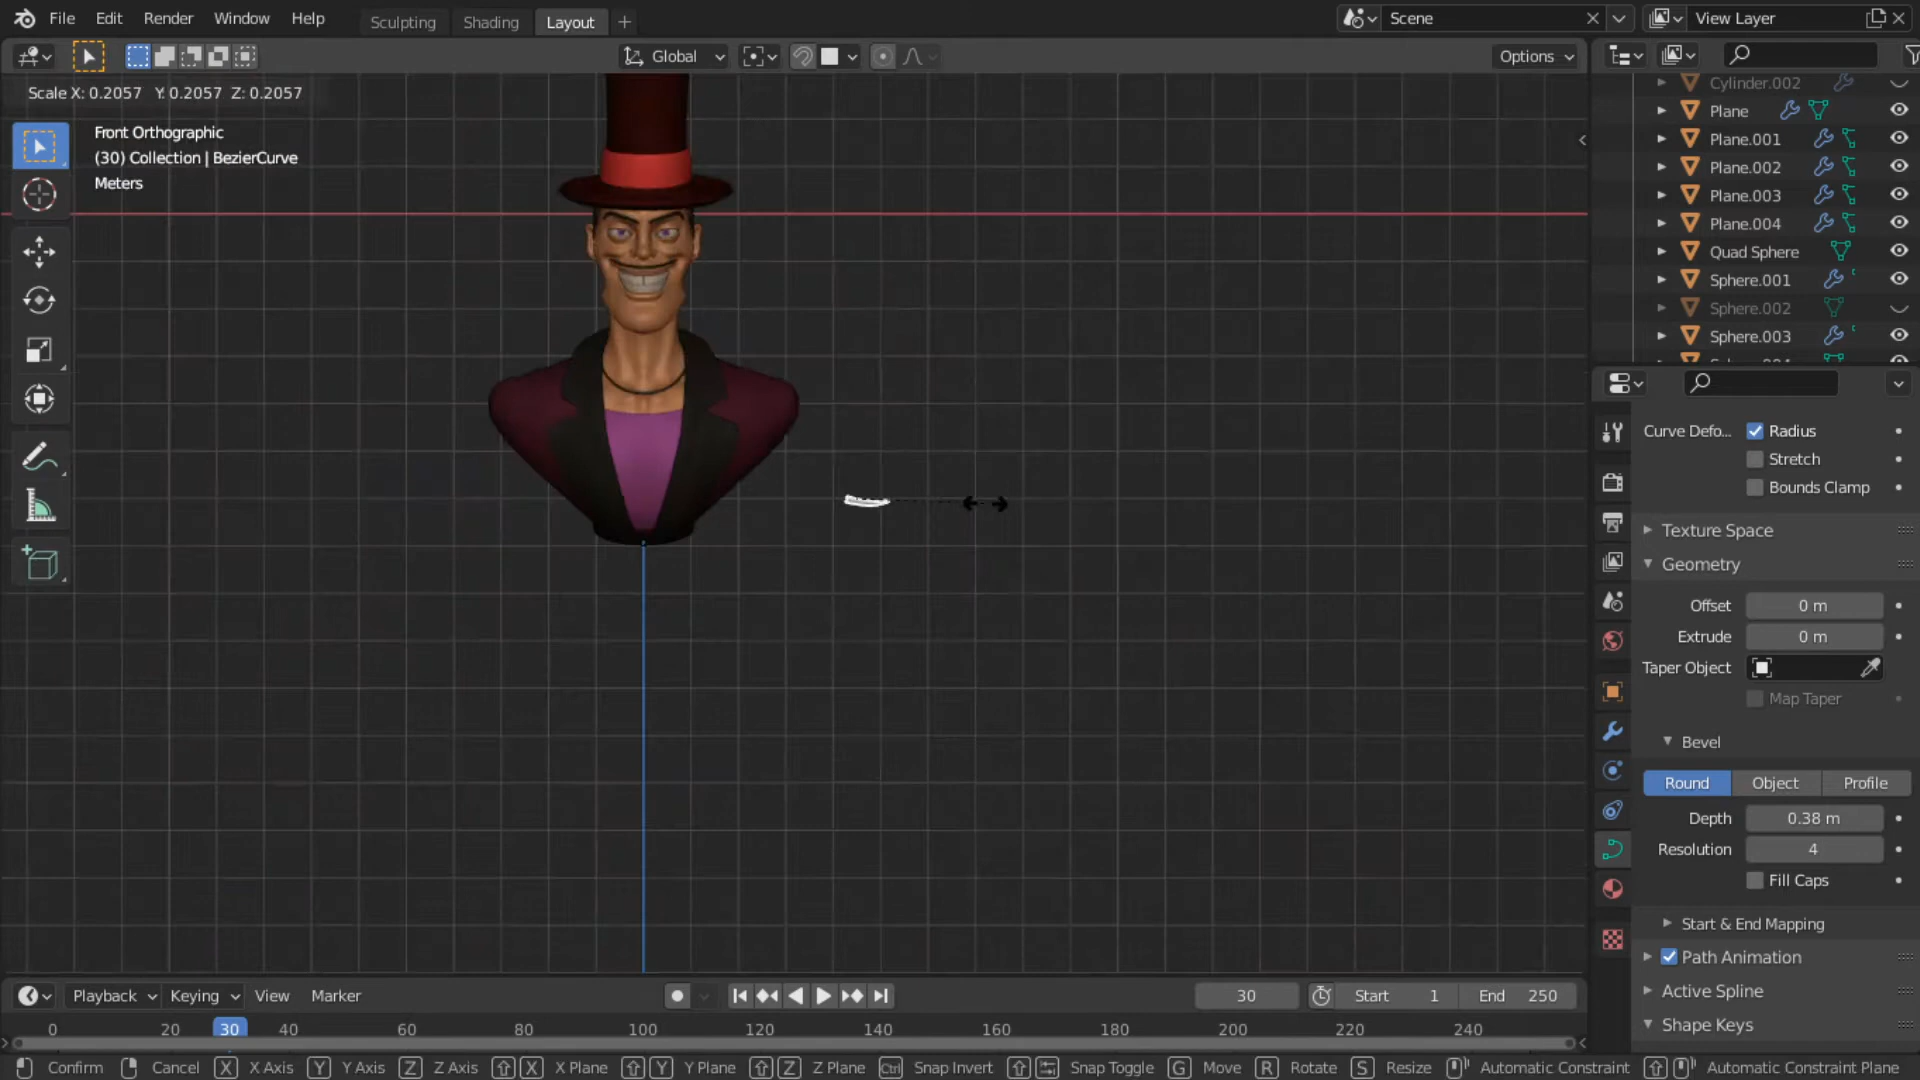 File Edit Render Window Help Sculpting Shading Layout Scene View Layer
Global Options
Scale X: 0.2057 Y: 0.2057 Z: 0.2057
Front Orthographic
(30) Collection | BezierCurve
Meters
Cylinder.002
Plane
Plane.001
Plane.002
Plane.003
Plane.004
Quad Sphere
Sphere.001
Sphere.002
Sphere.003
Curve Defo... Radius
Stretch
Bounds Clamp
Texture Space
Geometry
Offset 0 m
Extrude 0 m
Taper Object
Map Taper
Bevel
Round Object Profile
Depth 0.38 m
Resolution 4
Fill Caps
Start & End Mapping
Path Animation
Active Spline
Shape Keys
Playback Keying View Marker 30 Start 1 End 250
0 20 30 40 60 80 100 120 140 160 180 200 220 240
Confirm Cancel X X Axis Y Y Axis Z Z Axis X X Plane Y Y Plane Z Z Plane Ctrl Snap Invert Snap Toggle G Move R Rotate S Resize Automatic Constraint Automatic Constraint Plane